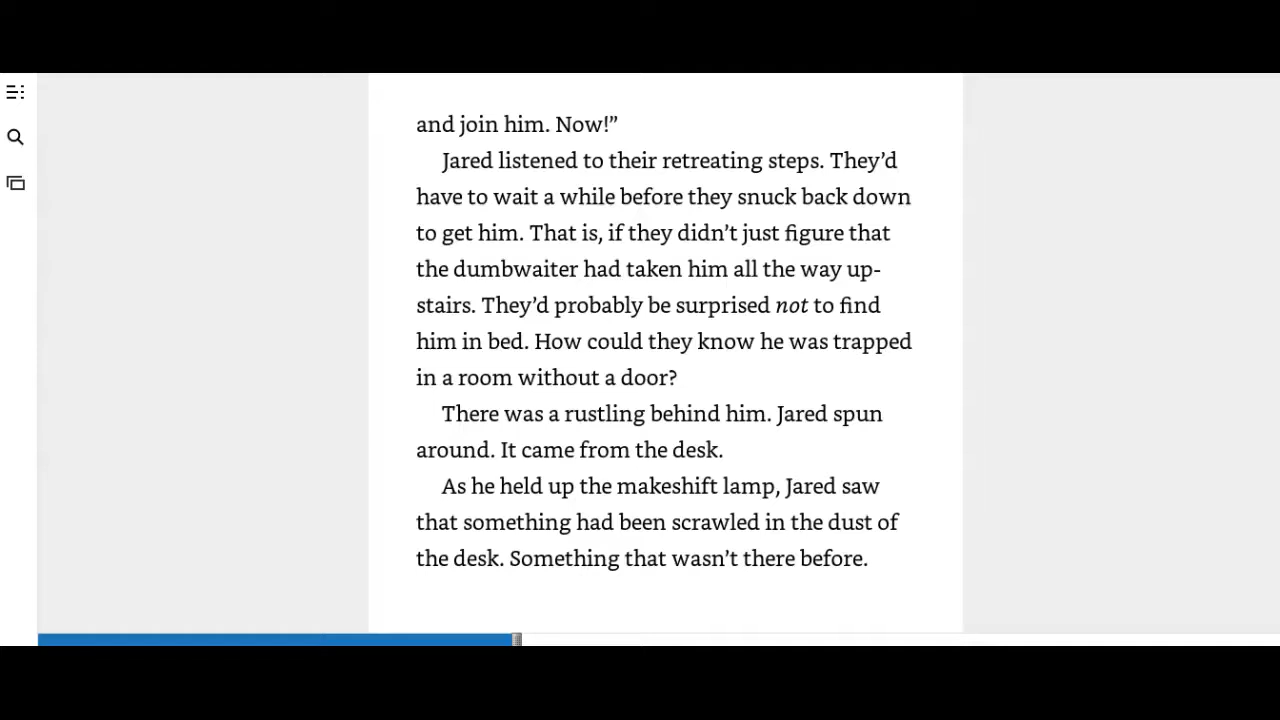 and join him. Now!”
Jared listened to their retreating steps. They’d
have to wait a while before they snuck back down
to get him. That is, if they didn’t just figure that
the dumbwaiter had taken him all the way up-
stairs. They’d probably be surprised not to find
him in bed. How could they know he was trapped
in a room without a door?
There was a rustling behind him. Jared spun
around. It came from the desk.
As he held up the makeshift lamp, Jared saw
that something had been scrawled in the dust of
the desk. Something that wasn’t there before.